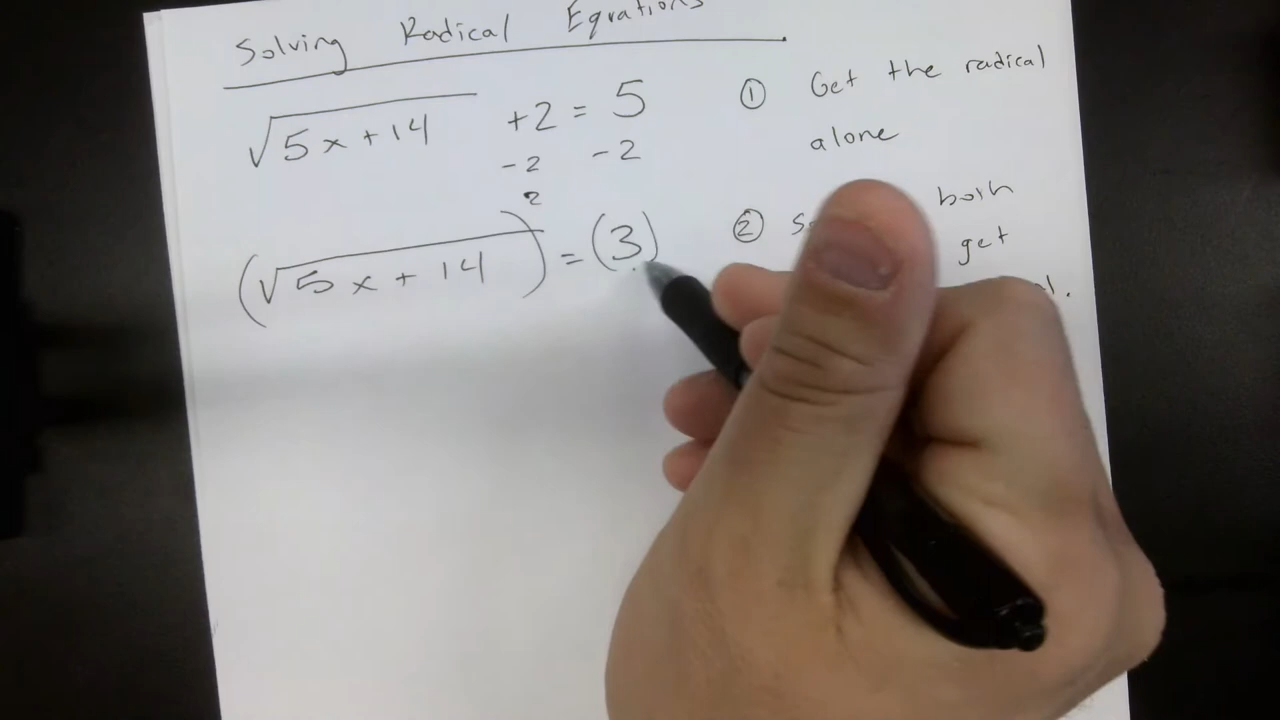 Solving Radical Equations
√5x+14 +2 = 5
-2 -2
2
(√5x+14) = (3)
① Get the radical
alone
② both
get